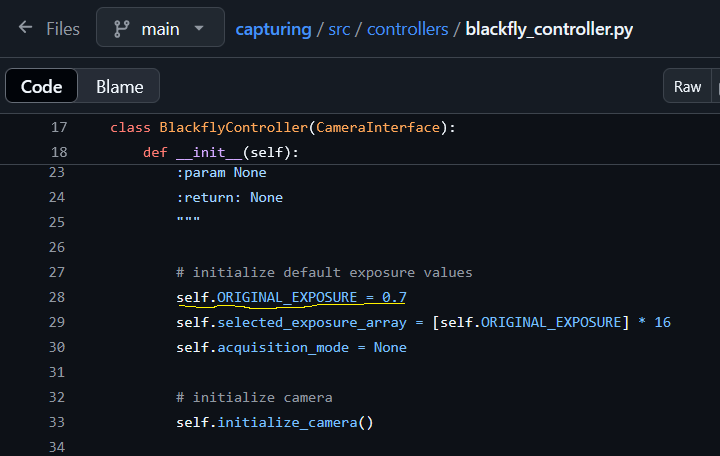 Files main capturing / src / controllers / blackfly_controller.py
Code Blame Raw
17 class BlackflyController(CameraInterface):
18 def __init__(self):
23 :param None
24 :return: None
25 """
26
27 # initialize default exposure values
28 self.ORIGINAL_EXPOSURE = 0.7
29 self.selected_exposure_array = [self.ORIGINAL_EXPOSURE] * 16
30 self.acquisition_mode = None
31
32 # initialize camera
33 self.initialize_camera()
34